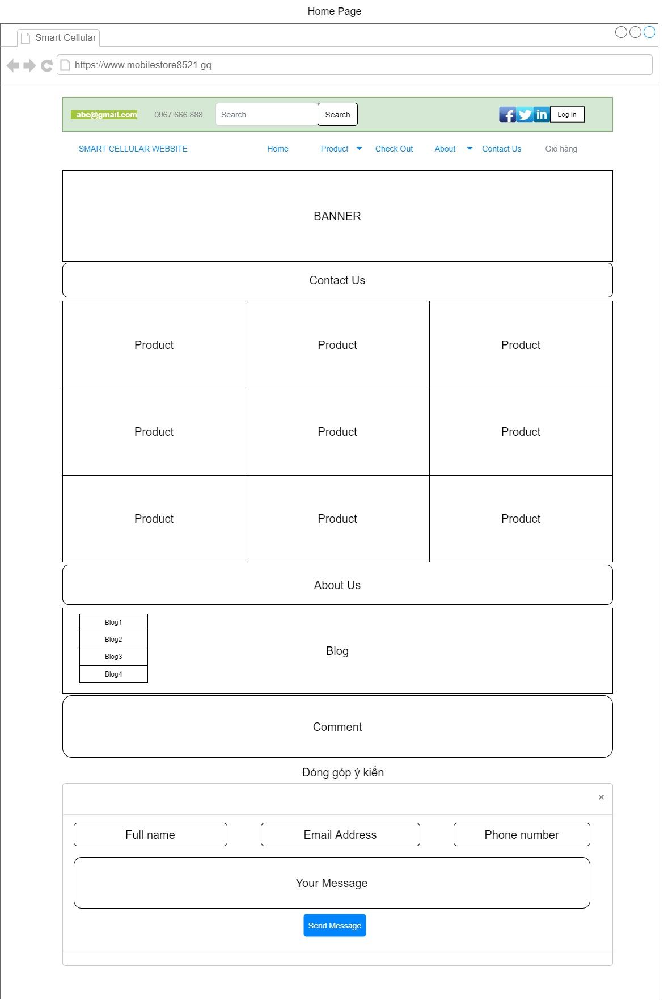 Home Page
Smart Cellular
https://www.mobilestore8521.gq
abc@gmail.com 0967.666.888 Search Search f in Log In
SMART CELLULAR WEBSITE Home Product Check Out About Contact Us Giỏ hàng
BANNER
Contact Us
Product Product Product
Product Product Product
Product Product Product
About Us
Blog1
Blog2
Blog
Blog3
Blog4
Comment
Đóng góp ý kiến
×
Full name Email Address Phone number
Your Message
Send Message